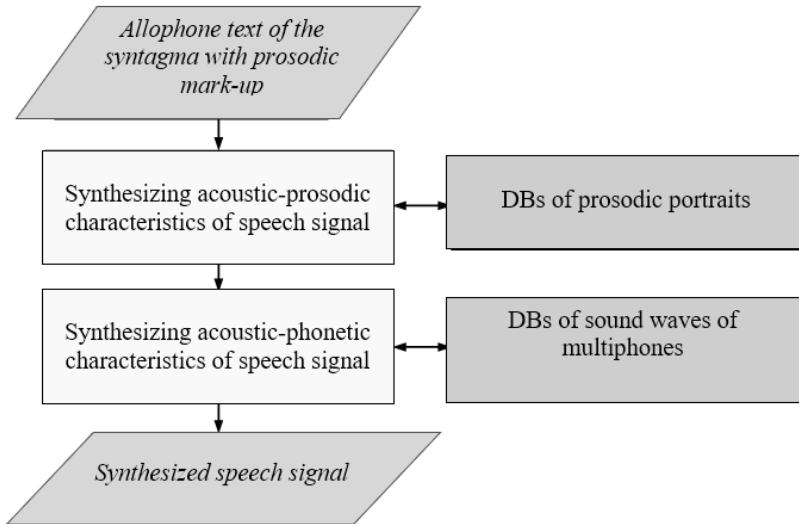 Allophone text of the
syntagma with prosodic
mark-up
Synthesizing acoustic-prosodic
characteristics of speech signal
DBs of prosodic portraits
Synthesizing acoustic-phonetic
characteristics of speech signal
DBs of sound waves of
multiphones
Synthesized speech signal